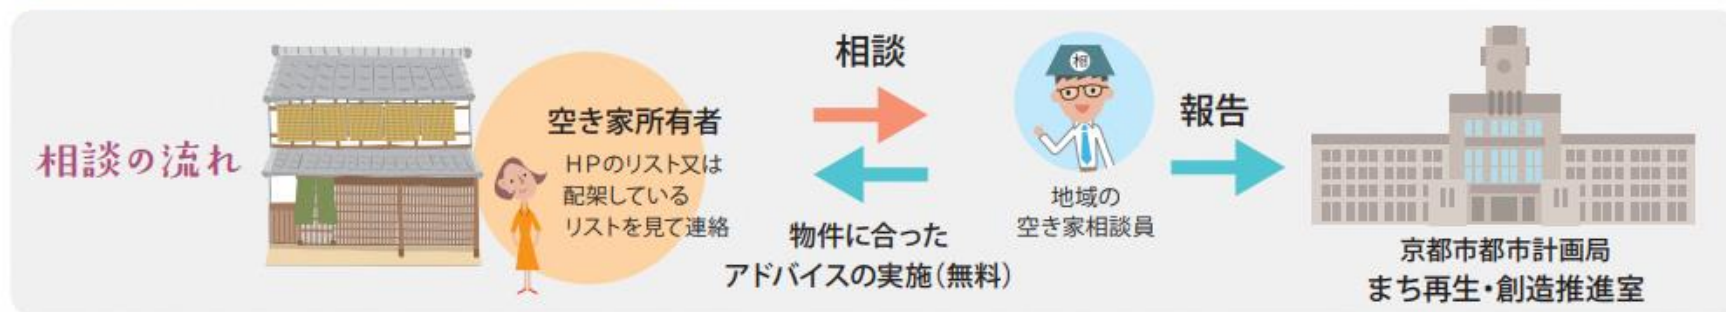 相談の流れ
空き家所有者
HPのリスト又は
配架している
リストを見て連絡
相談
物件に合った
アドバイスの実施（無料）
相
地域の
空き家相談員
報告
京都市都市計画局
まち再生・創造推進室